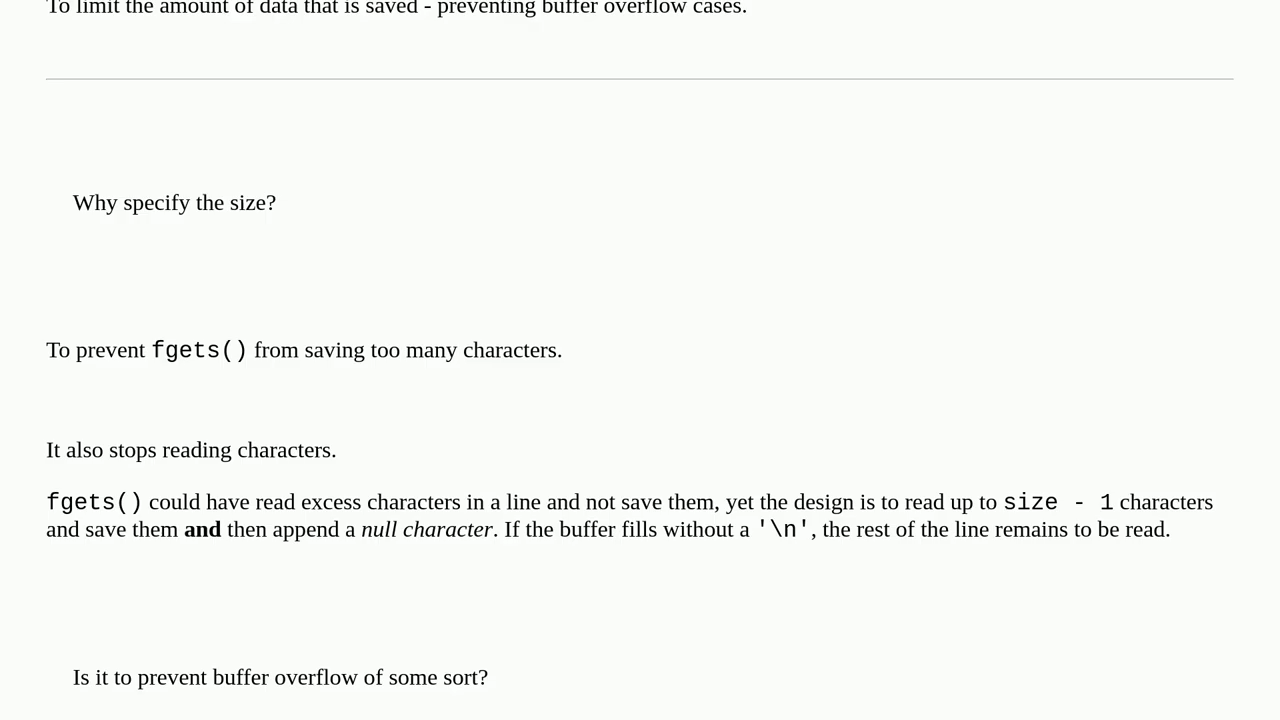 To limit the amount of data that is saved - preventing buffer overflow cases.
Why specify the size?
To prevent fgets() from saving too many characters.
It also stops reading characters.
fgets() could have read excess characters in a line and not save them, yet the design is to read up to size - 1 characters
and save them and then append a null character. If the buffer fills without a '\n', the rest of the line remains to be read.
Is it to prevent buffer overflow of some sort?